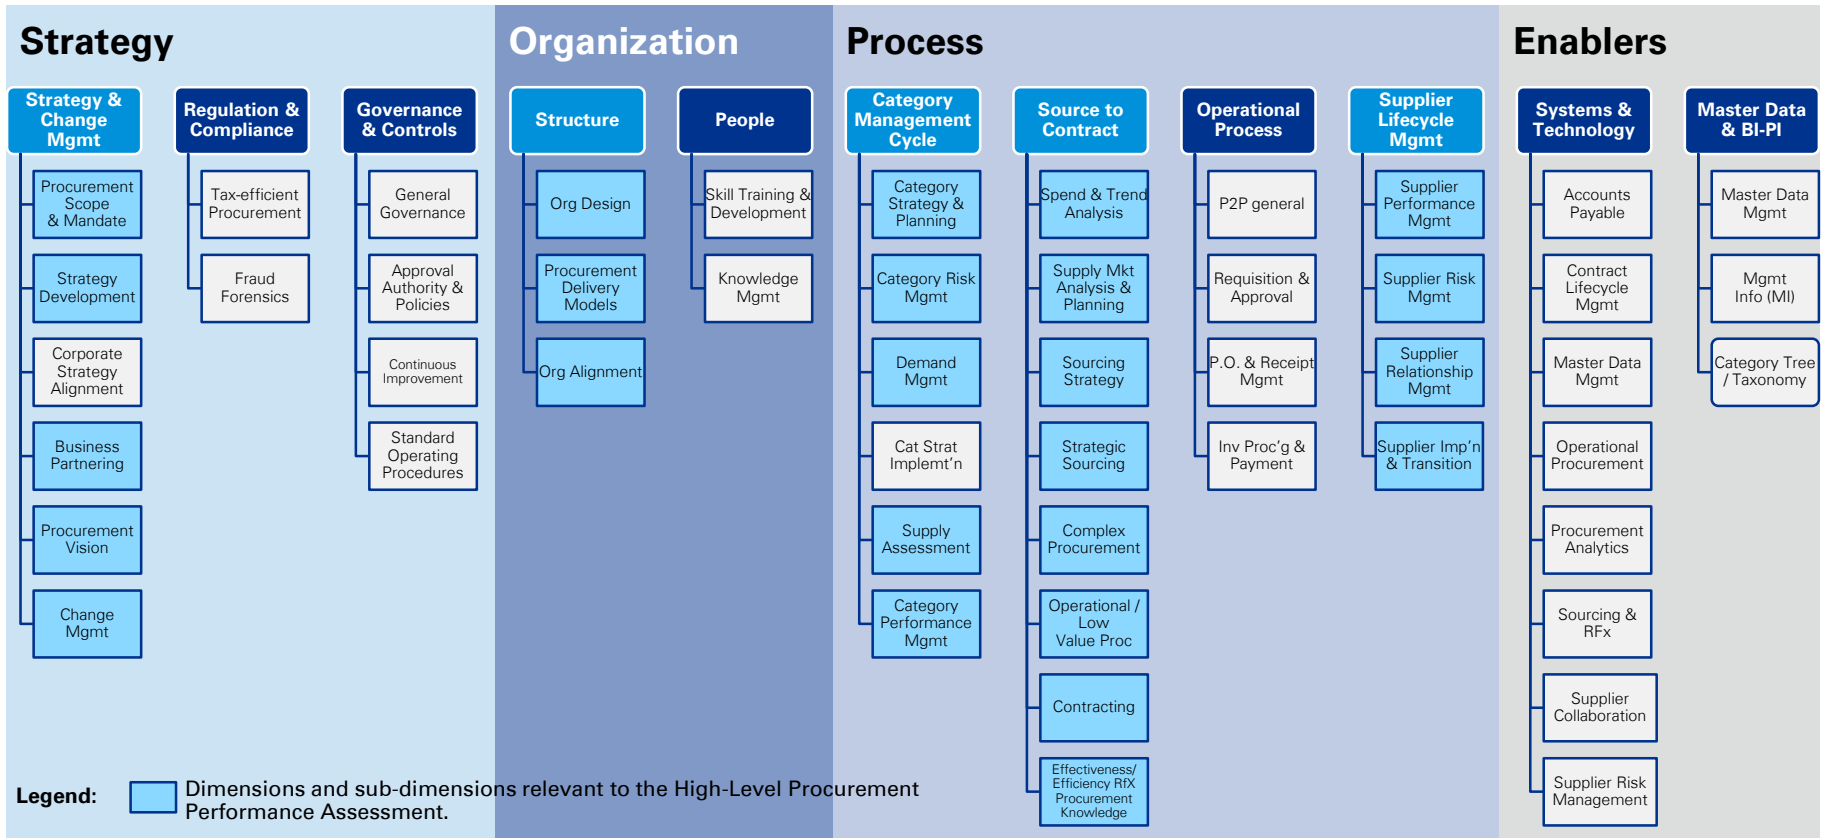 Strategy
Organization
Process
Enablers
Strategy &
Change
Mgmt
Procurement
Scope
& Mandate
Strategy
Development
Corporate
Strategy
Alignment
Business
Partnering
Procurement
Vision
Change
Mgmt
Regulation &
Compliance
Tax-efficient
Procurement
Fraud
Forensics
Governance
& Controls
General
Governance
Approval
Authority &
Policies
Continuous
Improvement
Standard
Operating
Procedures
Structure
Org Design
Procurement
Delivery
Models
Org Alignment
People
Skill Training &
Development
Knowledge
Mgmt
Category
Management
Cycle
Category
Strategy &
Planning
Category Risk
Mgmt
Demand
Mgmt
Cat Strat
Implemt'n
Supply
Assessment
Category
Performance
Mgmt
Source to
Contract
Spend & Trend
Analysis
Supply Mkt
Analysis &
Planning
Sourcing
Strategy
Strategic
Sourcing
Complex
Procurement
Operational /
Low
Value Proc
Contracting
Effectiveness/
Efficiency RfX
Procurement
Knowledge
Operational
Process
P2P general
Requisition &
Approval
P.O. & Receipt
Mgmt
Inv Proc'g &
Payment
Supplier
Lifecycle
Mgmt
Supplier
Performance
Mgmt
Supplier Risk
Mgmt
Supplier
Relationship
Mgmt
Supplier Imp'n
& Transition
Systems &
Technology
Accounts
Payable
Contract
Lifecycle
Mgmt
Master Data
Mgmt
Operational
Procurement
Procurement
Analytics
Sourcing &
RFx
Supplier
Collaboration
Supplier Risk
Management
Master Data
& BI-PI
Master Data
Mgmt
Mgmt
Info (MI)
Category Tree
/ Taxonomy
Legend:
Dimensions and sub-dimensions relevant to the High-Level Procurement
Performance Assessment.